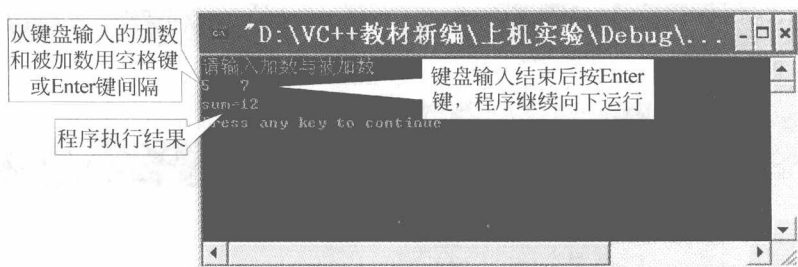 从键盘输入的加数
和被加数用空格键
或Enter键间隔
程序执行结果
"D:\VC++教材新编\上机实验\Debug\...
请输入加数与被加数
5 7
sum=12
Press any key to continue
键盘输入结束后按Enter
键，程序继续向下运行